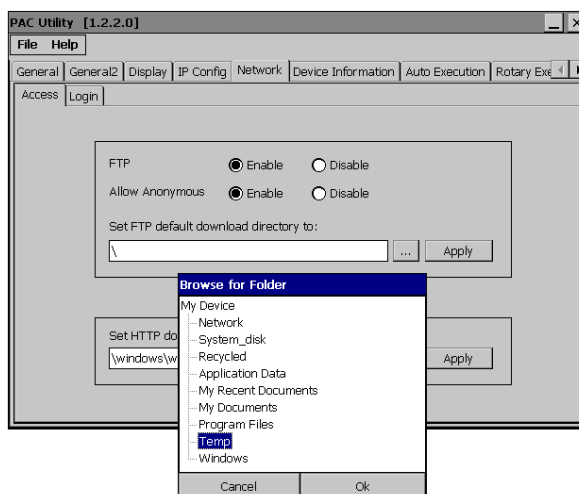 PAC Utility [1.2.2.0]
File Help
General General2 Display IP Config Network Device Information Auto Execution Rotary Exe
Access Login
FTP Enable Disable
Allow Anonymous Enable Disable
Set FTP default download directory to:
\ ... Apply
Browse for Folder
My Device
Network
System_disk
Recycled
Application Data
My Recent Documents
My Documents
Program Files
Temp
Windows
Cancel Ok
Set HTTP do
\windows\w Apply